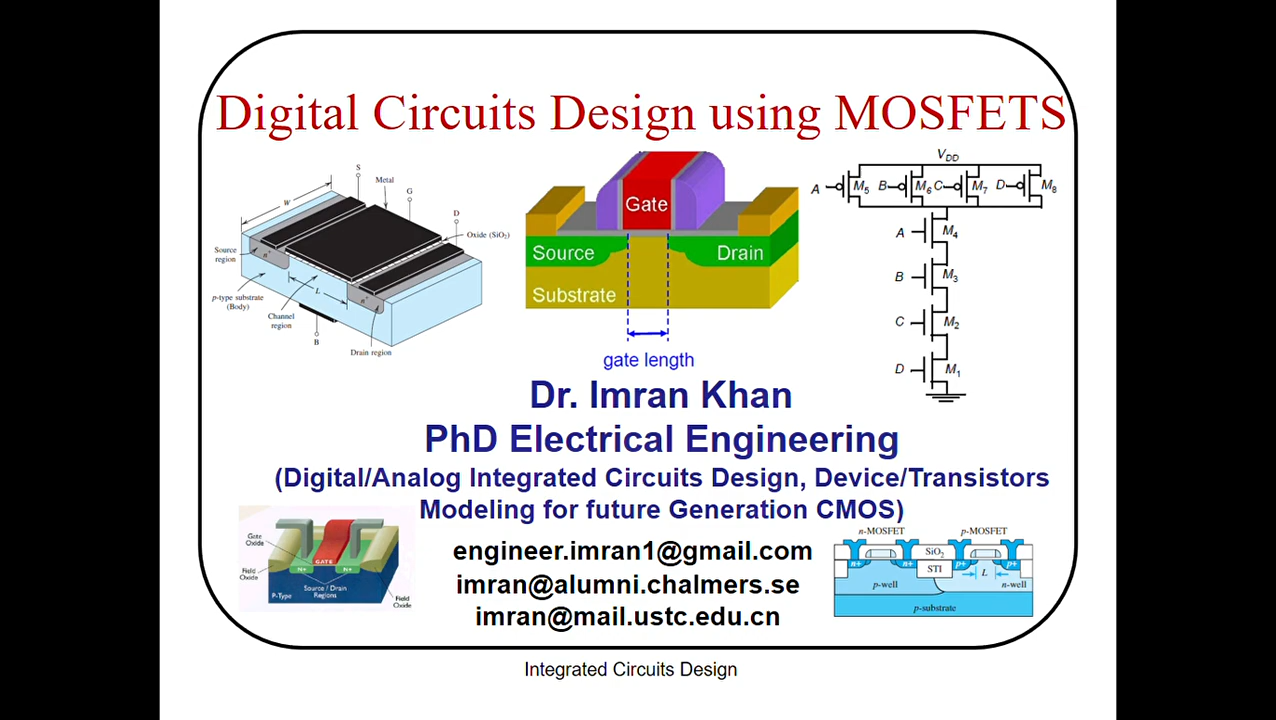 Digital Circuits Design using MOSFETS
S
Metal
G
W
D
Oxide (SiO₂)
Source
region
n⁺
L
n⁺
p-type substrate
(Body)
Channel
region
B
Drain region
Gate
Source
Drain
Substrate
gate length
VDD
A M5 B M6 C M7 D M8
A M4
B M3
C M2
D M1
Dr. Imran Khan
PhD Electrical Engineering
(Digital/Analog Integrated Circuits Design, Device/Transistors
Modeling for future Generation CMOS)
engineer.imran1@gmail.com
imran@alumni.chalmers.se
imran@mail.ustc.edu.cn
Gate
Oxide
GATE
Field
Oxide
N+
N+
Source / Drain
Regions
P-Type
Field
Oxide
n-MOSFET p-MOSFET
SiO₂
n+ n+ STI p+ p+
L
p-well
n-well
p-substrate
Integrated Circuits Design